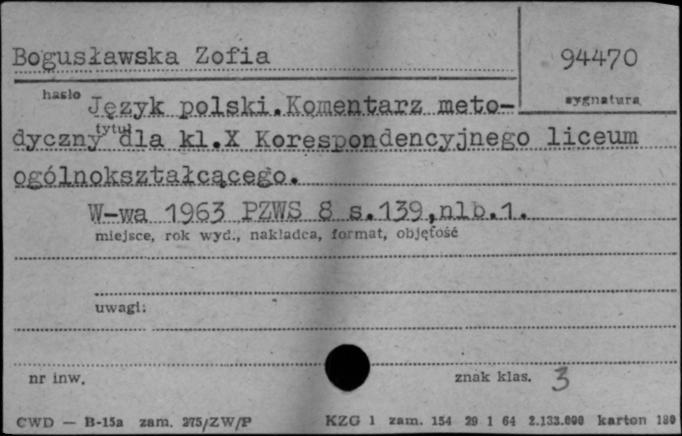 Bogusławska Zofia
94470
hasło
sygnatura
Język polski.Komentarz meto-
tytuł
dyczny dla kl.X Korespondencyjnego liceum
ogólnokształcącego.
W-wa 1963 PZWS 8 s.139,nlb.1.
miejsce, rok wyd., nakładca, format, objętość
uwagi:
nr inw.
znak klas. 3
CWD — B-15a zam. 275/ZW/P KZG 1 zam. 154 29 1 64 2.133.000 karton 180